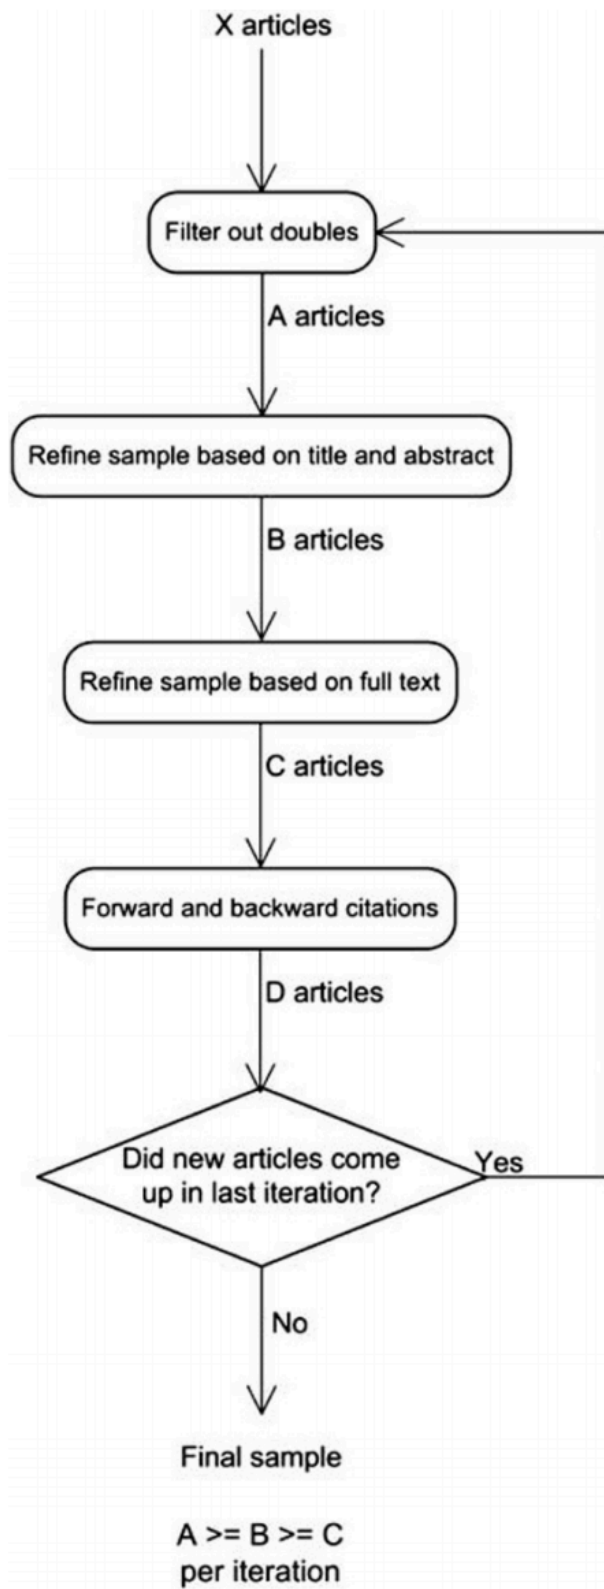 X articles
Filter out doubles
A articles
Refine sample based on title and abstract
B articles
Refine sample based on full text
C articles
Forward and backward citations
D articles
Did new articles come
up in last iteration?
Yes
No
Final sample
A >= B >= C
per iteration